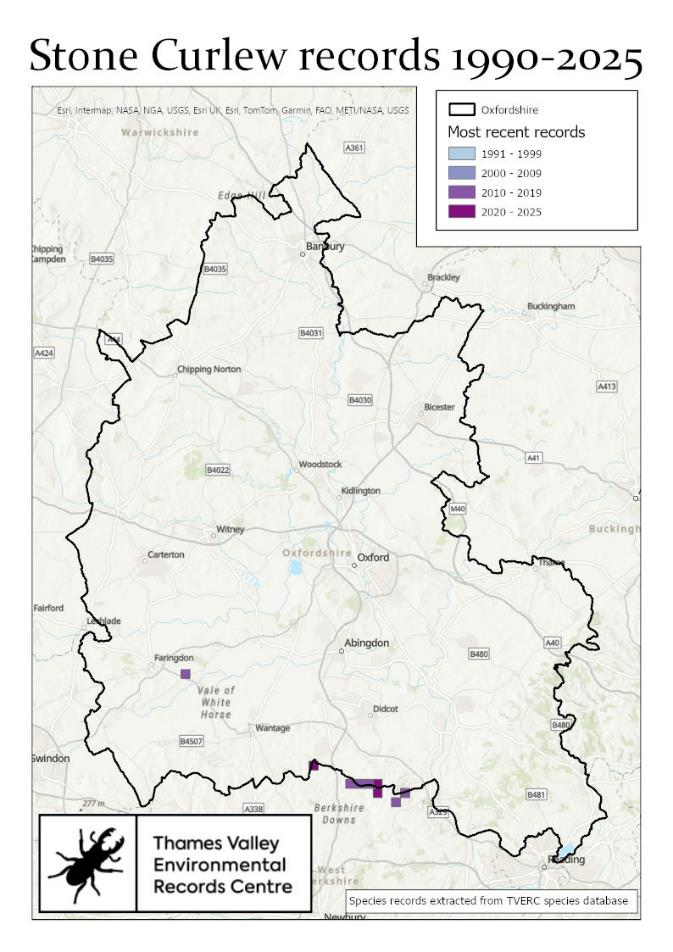 Stone Curlew records 1990-2025
Esri, Intermap, NASA, NGA, USGS, Esri UK, Esri, TomTom, Garmin, FAO, METI/NASA, USGS
Oxfordshire
Most recent records
1991 - 1999
2000 - 2009
2010 - 2019
2020 - 2025
Warwickshire
A361
Edge Hill
Banbury
Chipping
Campden
B4035
B4035
Brackley
Buckingham
B4031
A44
A424
Chipping Norton
A413
B4030
Bicester
A41
Woodstock
B4022
Kidlington
M40
Witney
Buckingh
Oxfordshire
Oxford
Carterton
Thame
Fairford
Lechlade
A40
Abingdon
B480
Faringdon
Vale of
White
Horse
Didcot
B480
Wantage
B4507
Swindon
277 m
A338
Berkshire
Downs
B481
A329
Reading
West
erkshire
Newbury
Thames Valley
Environmental
Records Centre
Species records extracted from TVERC species database